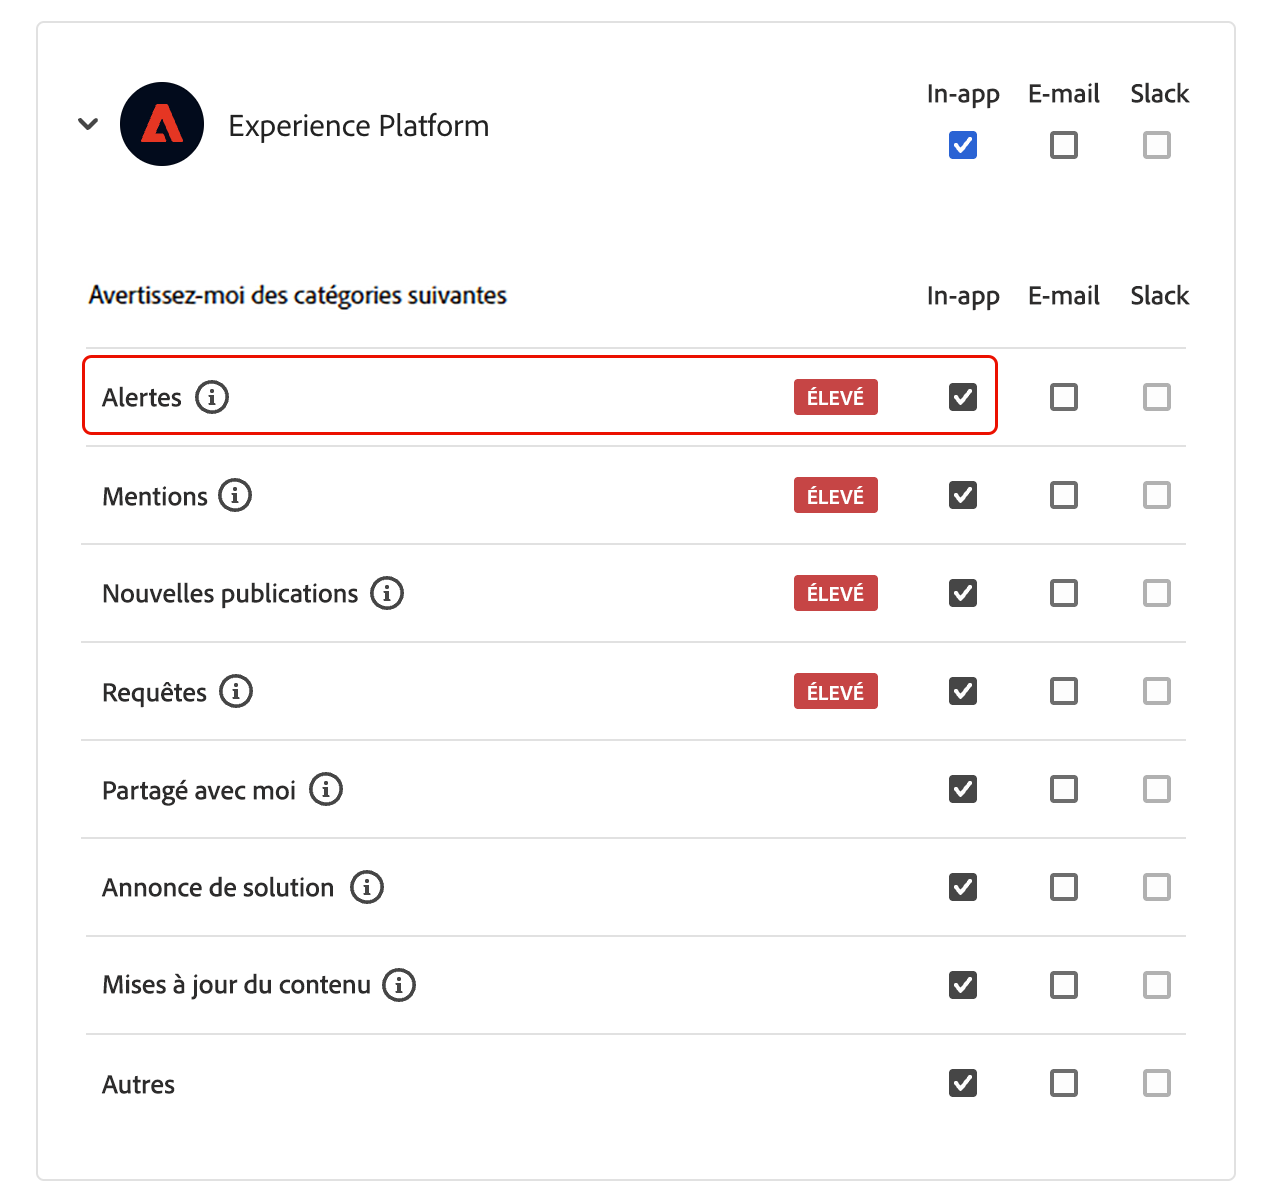 In-app E-mail Slack
Experience Platform
Avertissez-moi des catégories suivantes In-app E-mail Slack
Alertes ÉLEVÉ
Mentions ÉLEVÉ
Nouvelles publications ÉLEVÉ
Requêtes ÉLEVÉ
Partagé avec moi
Annonce de solution
Mises à jour du contenu
Autres